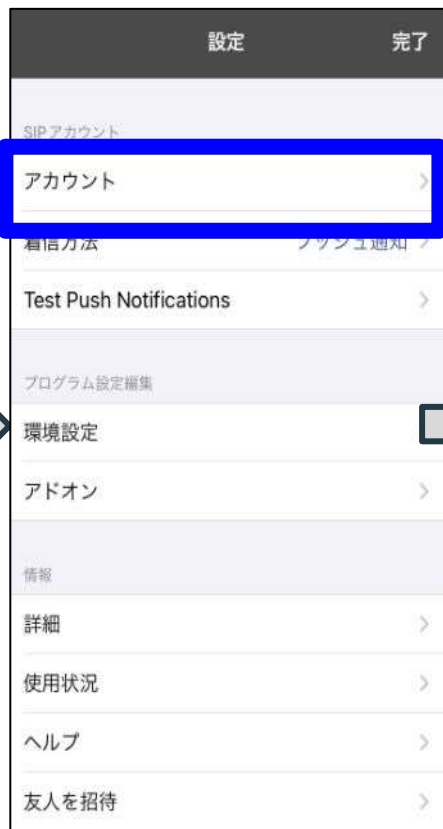 設定 完了
SIPアカウント
アカウント
着信方法 プッシュ通知
Test Push Notifications
プログラム設定編集
環境設定
アドオン
情報
詳細
使用状況
ヘルプ
友人を招待